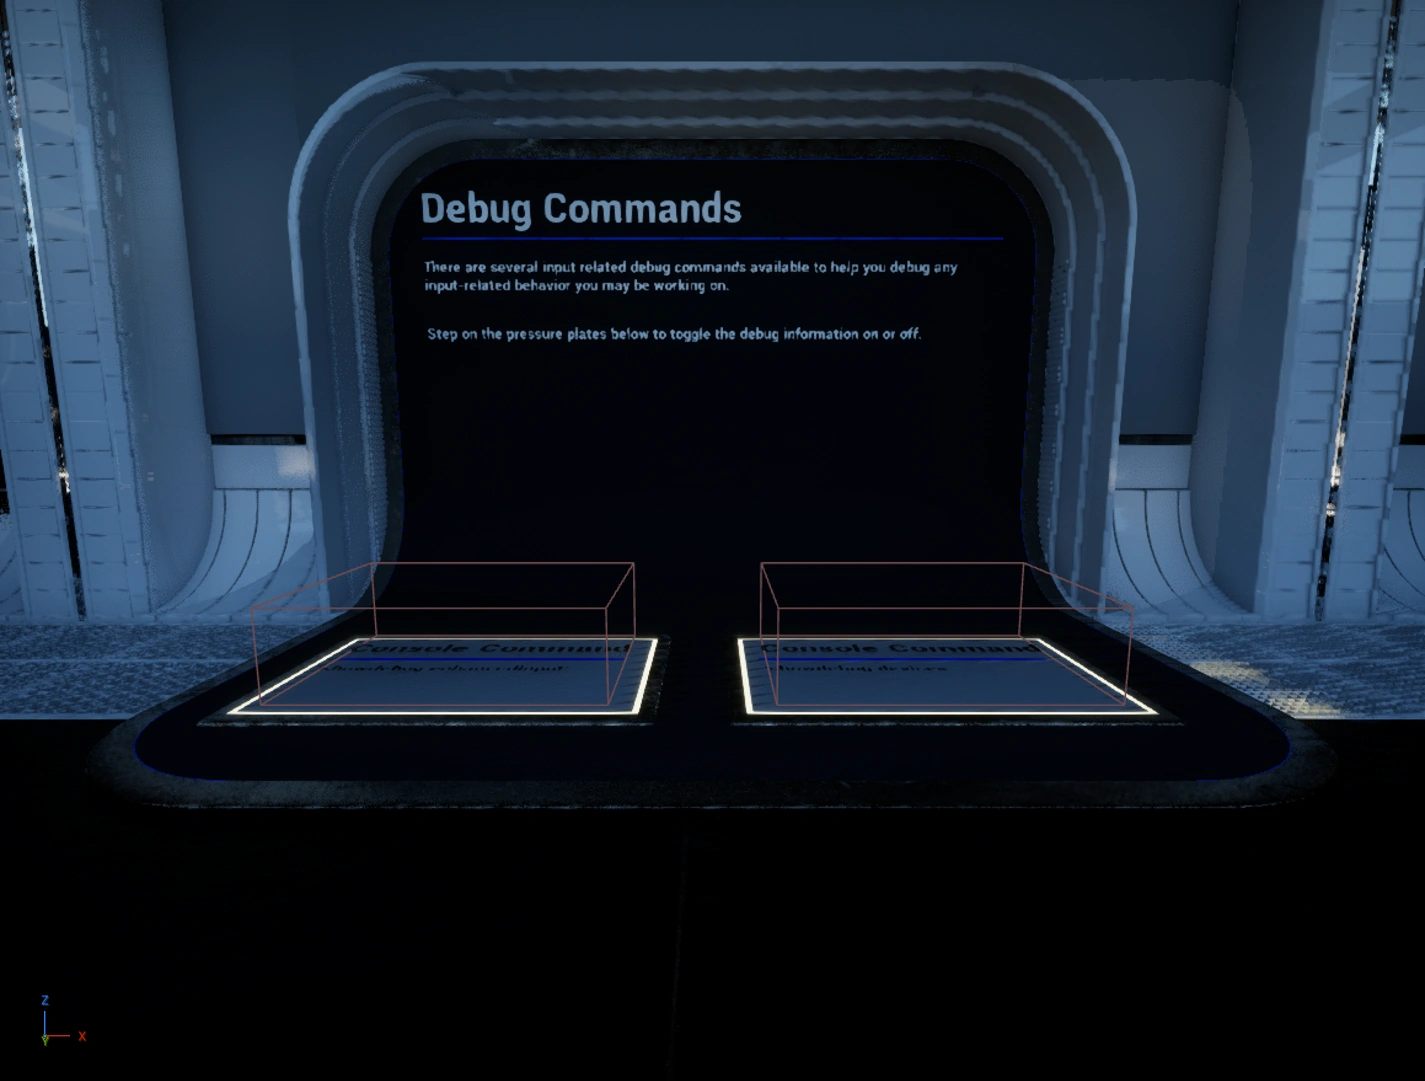 Debug Commands
There are several input related debug commands available to help you debug any
input-related behavior you may be working on.
Step on the pressure plates below to toggle the debug information on or off.
Console Command
Console Command
Z
X
Y